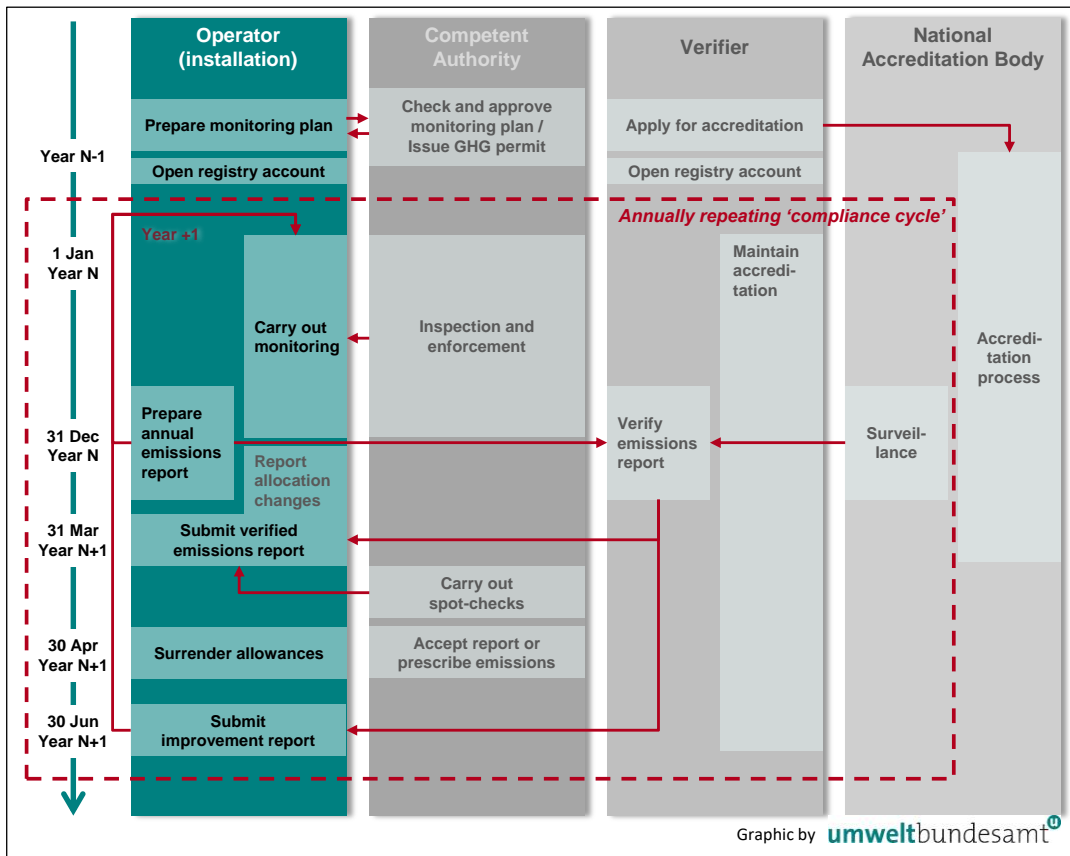 Operator
(installation)
Competent
Authority
Verifier
National
Accreditation Body
Year N-1
Prepare monitoring plan
Check and approve
monitoring plan /
Issue GHG permit
Apply for accreditation
Open registry account
Open registry account
Annually repeating ‘compliance cycle’
1 Jan
Year N
Year +1
Carry out
monitoring
Inspection and
enforcement
Maintain
accredi-
tation
Accredi-
tation
process
31 Dec
Year N
Prepare
annual
emissions
report
Report
allocation
changes
Verify
emissions
report
Surveil-
lance
31 Mar
Year N+1
Submit verified
emissions report
Carry out
spot-checks
30 Apr
Year N+1
Surrender allowances
Accept report or
prescribe emissions
30 Jun
Year N+1
Submit
improvement report
Graphic by umweltbundesamt u